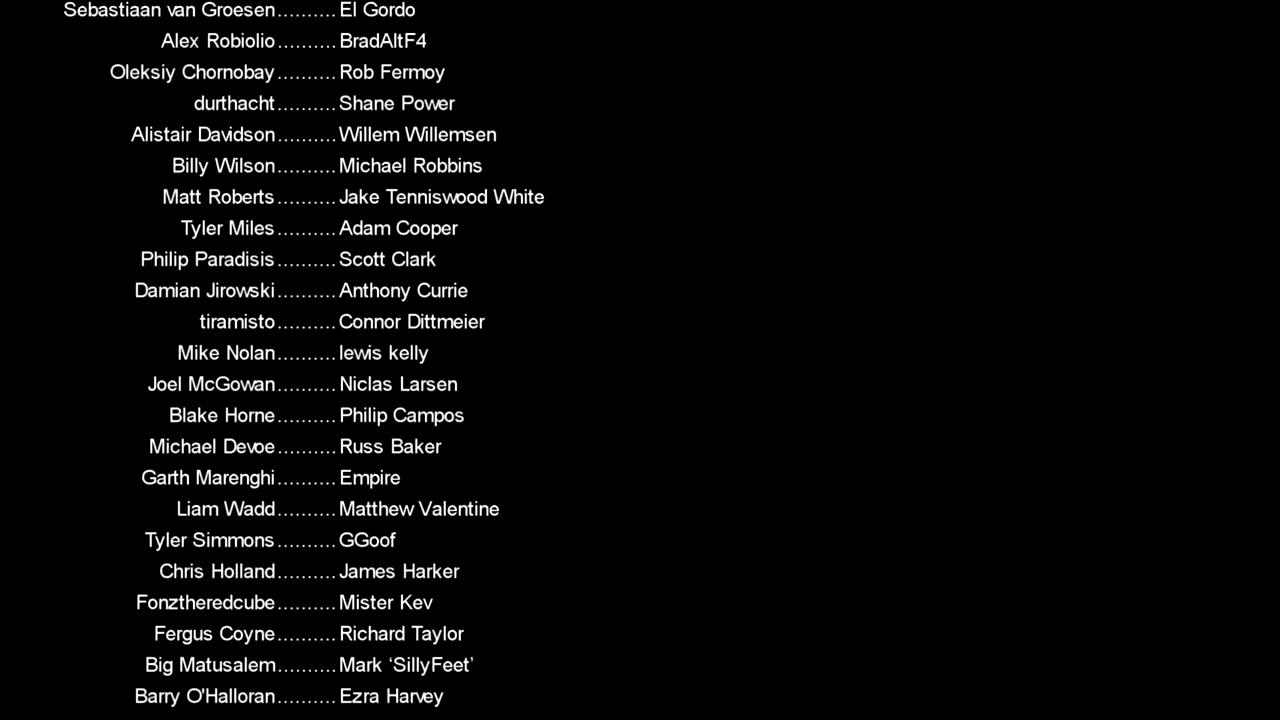 Sebastiaan van Groesen..........El Gordo
Alex Robiolio..........BradAltF4
Oleksiy Chornobay..........Rob Fermoy
durthacht..........Shane Power
Alistair Davidson..........Willem Willemsen
Billy Wilson..........Michael Robbins
Matt Roberts..........Jake Tenniswood White
Tyler Miles..........Adam Cooper
Philip Paradisis..........Scott Clark
Damian Jirowski..........Anthony Currie
tiramisto..........Connor Dittmeier
Mike Nolan..........lewis kelly
Joel McGowan..........Niclas Larsen
Blake Horne..........Philip Campos
Michael Devoe..........Russ Baker
Garth Marenghi..........Empire
Liam Wadd..........Matthew Valentine
Tyler Simmons..........GGoof
Chris Holland..........James Harker
Fonztheredcube..........Mister Kev
Fergus Coyne..........Richard Taylor
Big Matusalem..........Mark ‘SillyFeet’
Barry O'Halloran..........Ezra Harvey